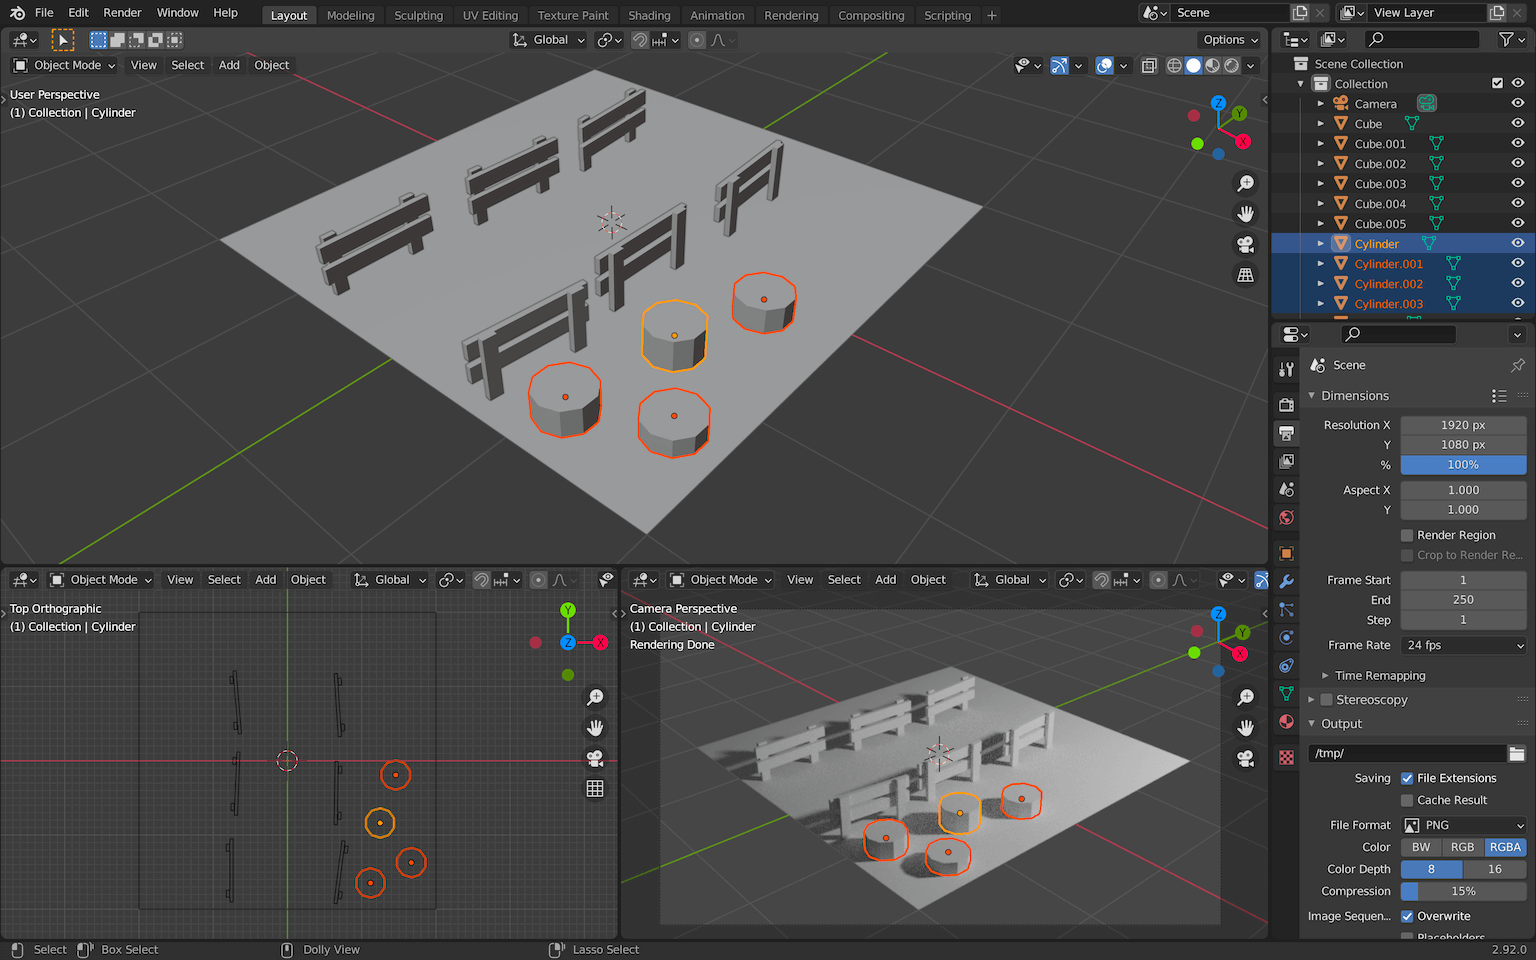 File Edit Render Window Help
Layout Modeling Sculpting UV Editing Texture Paint Shading Animation Rendering Compositing Scripting +
Scene
View Layer
Global
Options
Object Mode View Select Add Object
User Perspective
(1) Collection | Cylinder
Z
Y
X
Scene Collection
Collection
Camera
Cube
Cube.001
Cube.002
Cube.003
Cube.004
Cube.005
Cylinder
Cylinder.001
Cylinder.002
Cylinder.003
Scene
Dimensions
Resolution X 1920 px
Y 1080 px
% 100%
Aspect X 1.000
Y 1.000
Render Region
Crop to Render Re...
Frame Start 1
End 250
Step 1
Frame Rate 24 fps
Time Remapping
Stereoscopy
Output
/tmp/
Saving File Extensions
Cache Result
File Format PNG
Color BW RGB RGBA
Color Depth 8 16
Compression 15%
Image Sequen... Overwrite
Placeholders
Object Mode View Select Add Object Global
Top Orthographic
(1) Collection | Cylinder
Y
Z
X
Object Mode View Select Add Object Global
Camera Perspective
(1) Collection | Cylinder
Rendering Done
Z
Y
X
Select Box Select Dolly View Lasso Select 2.92.0